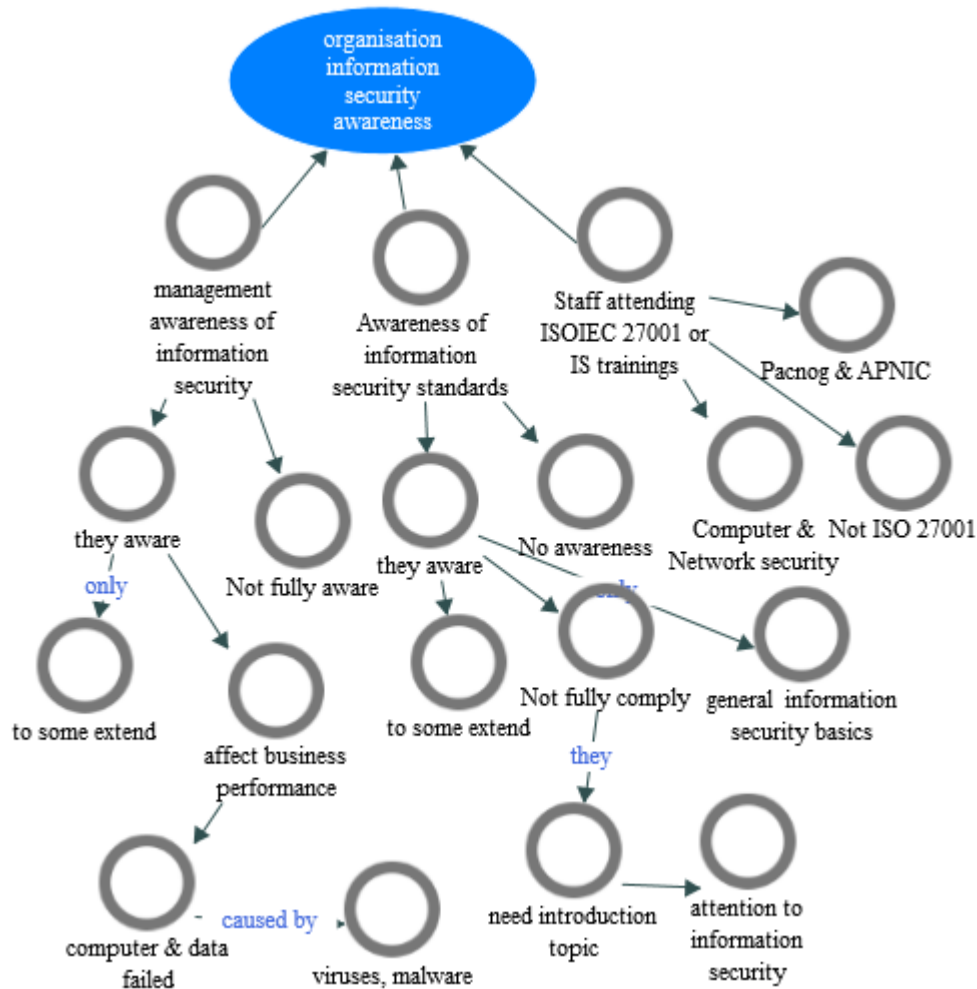 organisation
information
security
awareness
management
awareness of
information
security
Awareness of
information
security standards
Staff attending
ISOIEC 27001 or
IS trainings
Pacnog & APNIC
they aware
Not fully aware
they aware
No awareness
Computer &
Network security
Not ISO 27001
only
only
to some extend
affect business
performance
to some extend
Not fully comply
general information
security basics
they
computer & data
failed
caused by
viruses, malware
need introduction
topic
attention to
information
security